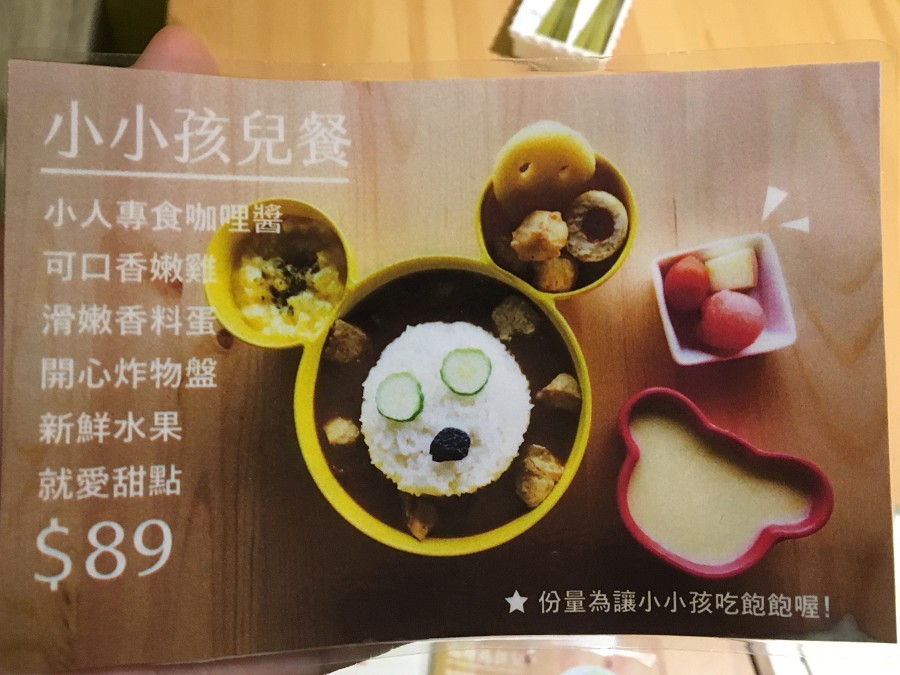 小小孩兒餐
小人專食咖哩醬
可口香嫩雞
滑嫩香料蛋
開心炸物盤
新鮮水果
就愛甜點
$89
★ 份量為讓小小孩吃飽飽喔!